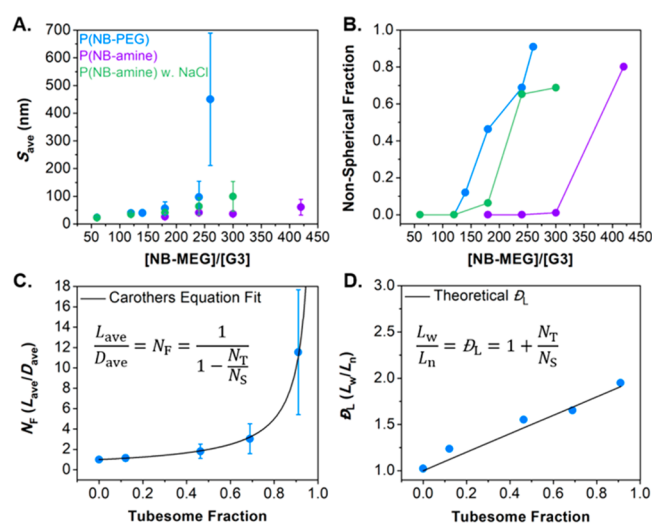 A.
700
600
500
400
300
200
100
0
S_ave (nm)
P(NB-PEG)
P(NB-amine)
P(NB-amine) w. NaCl
50 100 150 200 250 300 350 400 450
[NB-MEG]/[G3]
B.
1.0
0.8
0.6
0.4
0.2
0.0
Non-Spherical Fraction
50 100 150 200 250 300 350 400 450
[NB-MEG]/[G3]
C.
18
16
14
12
10
8
6
4
2
0
N_F (L_ave/D_ave)
Carothers Equation Fit
L_ave/D_ave = N_F = 1/(1 − N_T/N_S)
0.0 0.2 0.4 0.6 0.8 1.0
Tubesome Fraction
D.
2.5
2.0
1.5
1.0
Đ_L (L_w/L_n)
Theoretical Đ_L
L_w/L_n = Đ_L = 1 + N_T/N_S
0.0 0.2 0.4 0.6 0.8 1.0
Tubesome Fraction